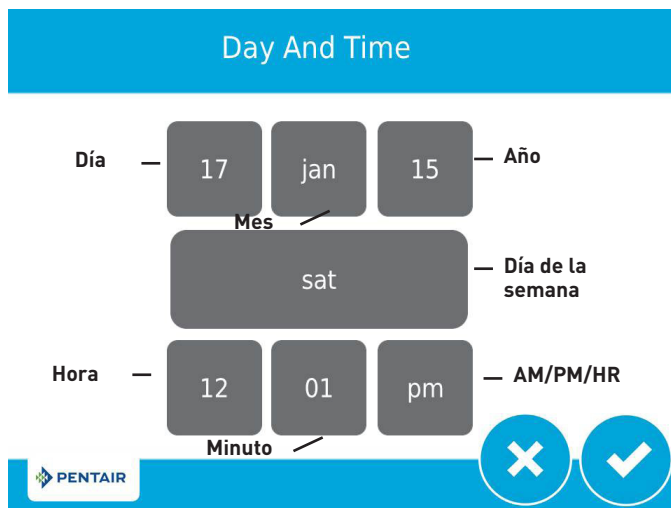 Day And Time
Día
17
jan
15
Año
Mes
sat
Día de la
semana
Hora
12
01
pm
AM/PM/HR
Minuto
PENTAIR